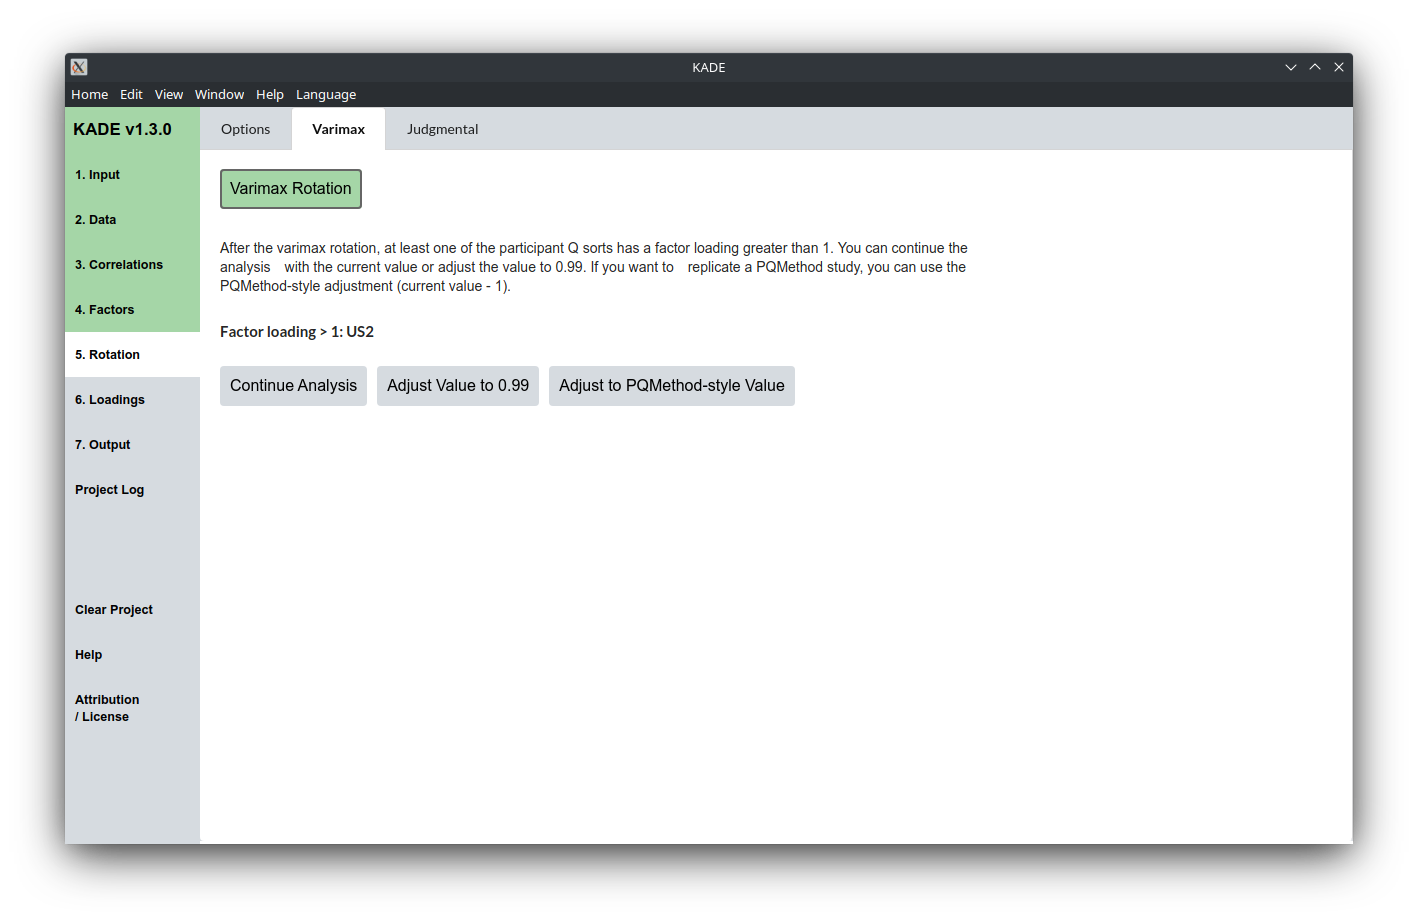 KADE
Home Edit View Window Help Language
KADE v1.3.0
Options Varimax Judgmental
1. Input
2. Data
3. Correlations
4. Factors
5. Rotation
6. Loadings
7. Output
Project Log
Clear Project
Help
Attribution
/ License
Varimax Rotation
After the varimax rotation, at least one of the participant Q sorts has a factor loading greater than 1. You can continue the
analysis with the current value or adjust the value to 0.99. If you want to replicate a PQMethod study, you can use the
PQMethod-style adjustment (current value - 1).
Factor loading > 1: US2
Continue Analysis Adjust Value to 0.99 Adjust to PQMethod-style Value